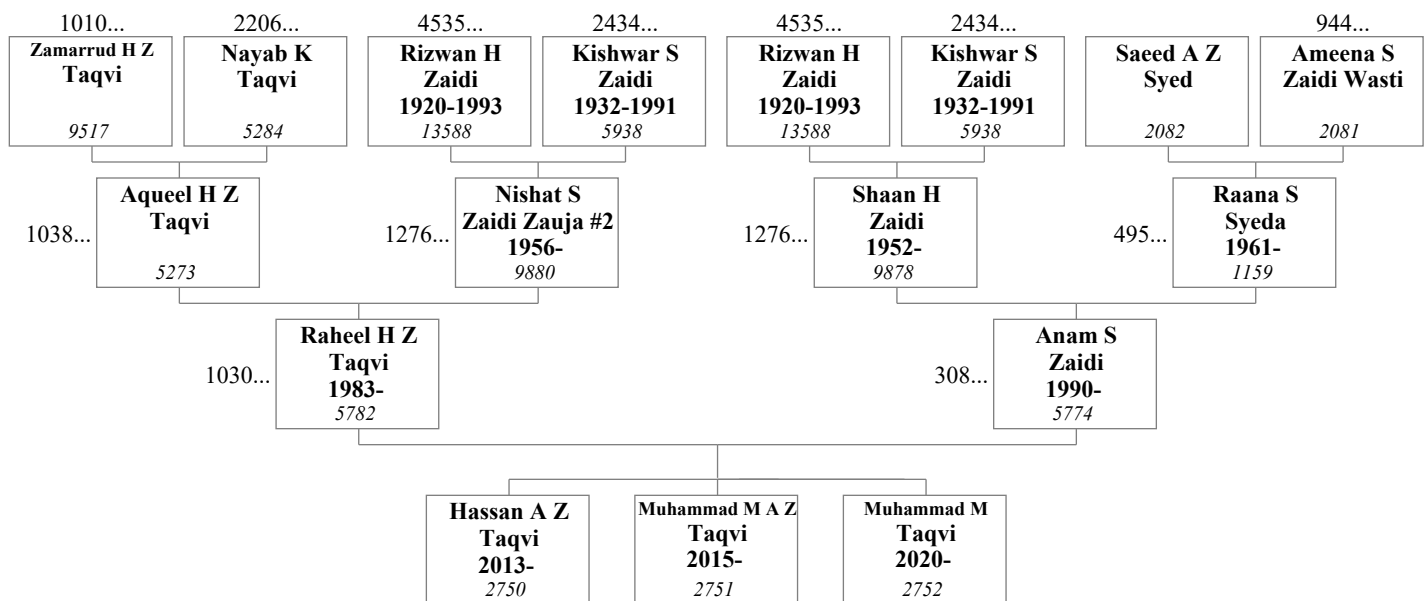 1010...
2206...
4535...
2434...
4535...
2434...
944...
Zamarrud H Z
Taqvi
9517
Nayab K
Taqvi
5284
Rizwan H
Zaidi
1920-1993
13588
Kishwar S
Zaidi
1932-1991
5938
Rizwan H
Zaidi
1920-1993
13588
Kishwar S
Zaidi
1932-1991
5938
Saeed A Z
Syed
2082
Ameena S
Zaidi Wasti
2081
1038...
Aqueel H Z
Taqvi
5273
1276...
Nishat S
Zaidi Zauja #2
1956-
9880
1276...
Shaan H
Zaidi
1952-
9878
495...
Raana S
Syeda
1961-
1159
1030...
Raheel H Z
Taqvi
1983-
5782
308...
Anam S
Zaidi
1990-
5774
Hassan A Z
Taqvi
2013-
2750
Muhammad M A Z
Taqvi
2015-
2751
Muhammad M
Taqvi
2020-
2752